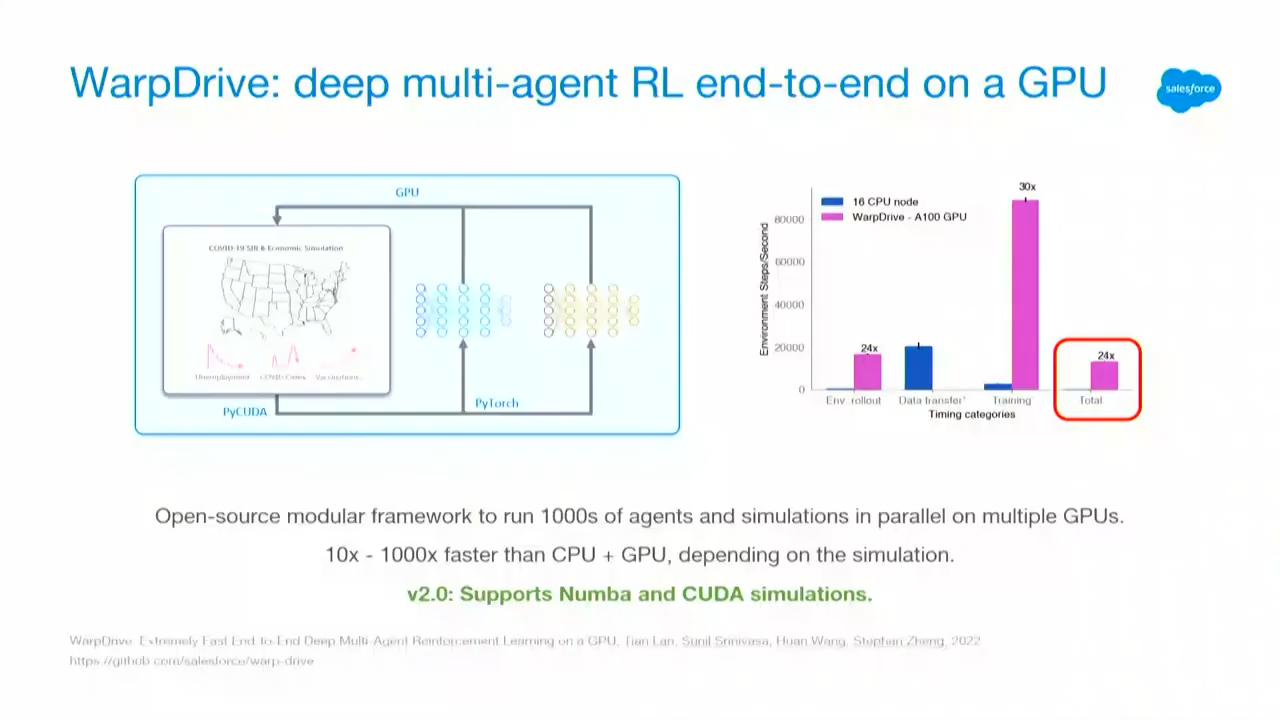 WarpDrive: deep multi-agent RL end-to-end on a GPU
salesforce
GPU
COVID-19 SIR & Economic Simulation
Unemployment COVID Cases Vaccinations
PyCUDA
PyTorch
30x
16 CPU node
WarpDrive - A100 GPU
Environment Steps/Second
80000
60000
40000
20000
0
24x
24x
Env. rollout Data transfer Training Total
Timing categories
Open-source modular framework to run 1000s of agents and simulations in parallel on multiple GPUs.
10x - 1000x faster than CPU + GPU, depending on the simulation.
v2.0: Supports Numba and CUDA simulations.
WarpDrive: Extremely Fast End-to-End Deep Multi-Agent Reinforcement Learning on a GPU, Tian Lan, Sunil Srinivasa, Huan Wang, Stephan Zheng, 2022
https://github.com/salesforce/warp-drive